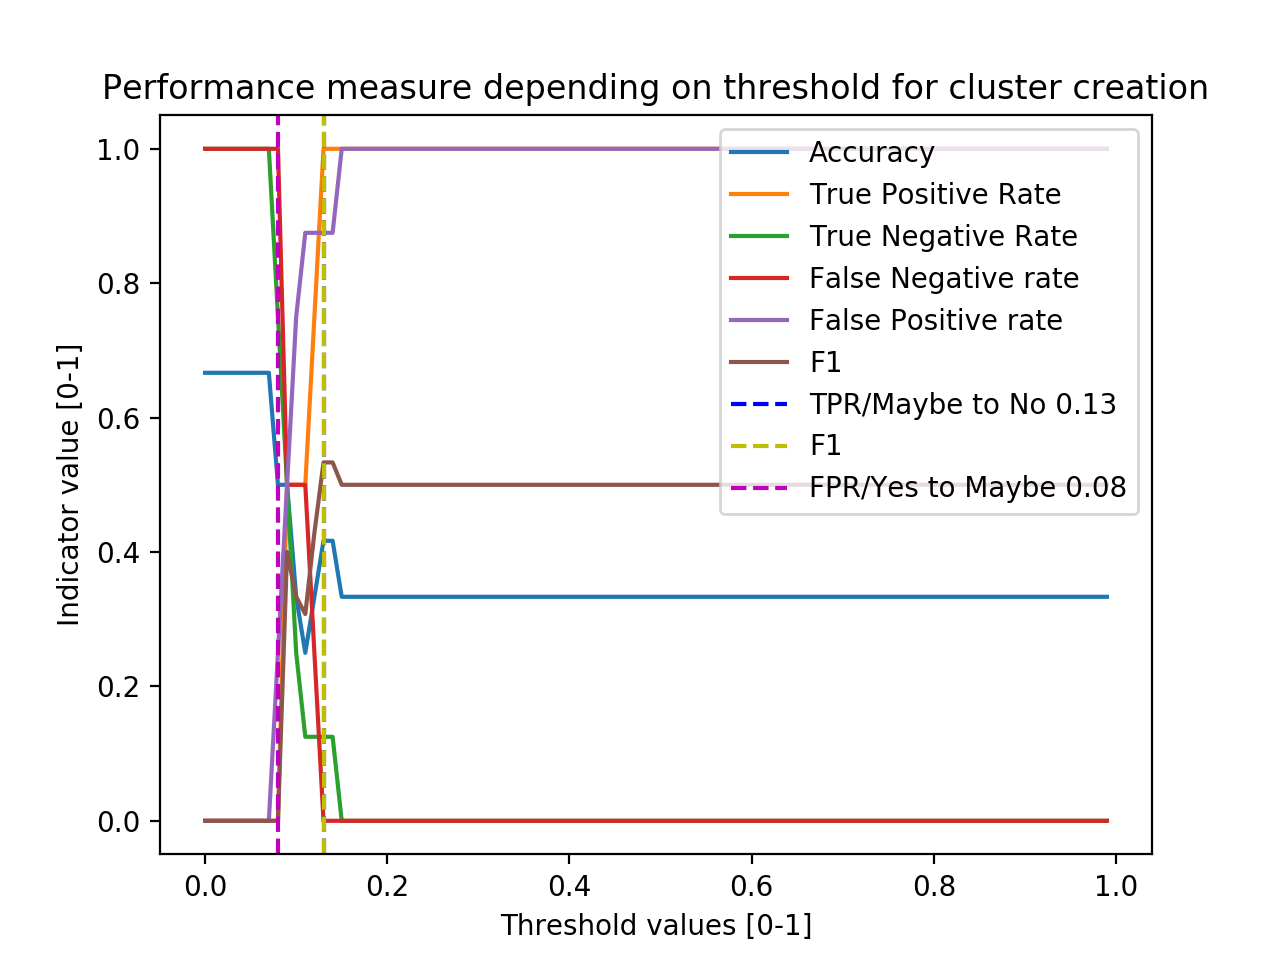 Performance measure depending on threshold for cluster creation
1.0
0.8
0.6
0.4
0.2
0.0
Indicator value [0-1]
Accuracy
True Positive Rate
True Negative Rate
False Negative rate
False Positive rate
F1
TPR/Maybe to No 0.13
F1
FPR/Yes to Maybe 0.08
0.0 0.2 0.4 0.6 0.8 1.0
Threshold values [0-1]